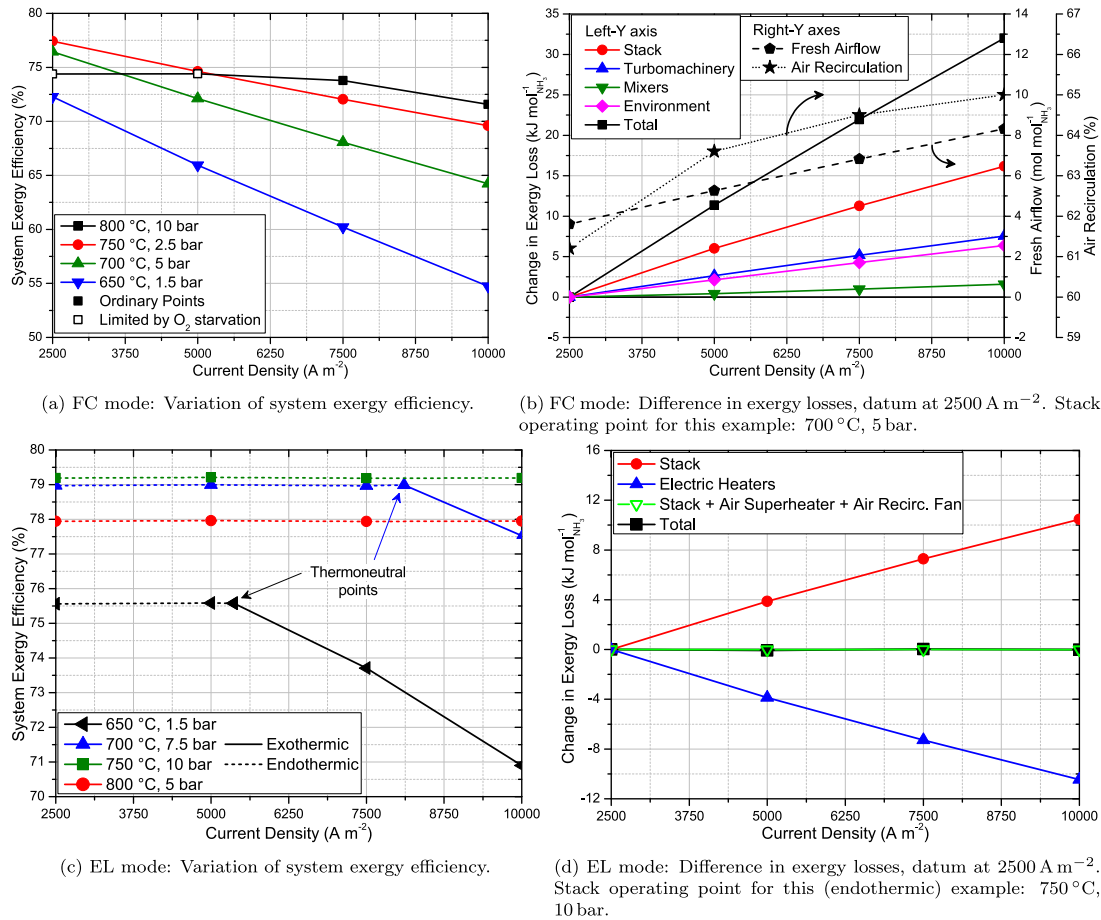 System Exergy Efficiency (%)
80
75
70
65
60
55
50
800 °C, 10 bar
750 °C, 2.5 bar
700 °C, 5 bar
650 °C, 1.5 bar
Ordinary Points
Limited by O2 starvation
2500 3750 5000 6250 7500 8750 10000
Current Density (A m-2)
(a) FC mode: Variation of system exergy efficiency.
Change in Exergy Loss (kJ mol-1NH3)
35
30
25
20
15
10
5
0
5
Left-Y axis
Stack
Turbomachinery
Mixers
Environment
Total
Right-Y axes
Fresh Airflow
Air Recirculation
14
12
10
8
6
4
2
0
-2
Fresh Airflow (mol mol-1NH3)
67
66
65
64
63
62
61
60
59
Air Recirculation (%)
2500 3750 5000 6250 7500 8750 10000
Current Density (A m-2)
(b) FC mode: Difference in exergy losses, datum at 2500 A m−2. Stack
operating point for this example: 700 °C, 5 bar.
System Exergy Efficiency (%)
80
79
78
77
76
75
74
73
72
71
70
Thermoneutral
points
650 °C, 1.5 bar
700 °C, 7.5 bar
750 °C, 10 bar
800 °C, 5 bar
Exothermic
Endothermic
2500 3750 5000 6250 7500 8750 10000
Current Density (A m-2)
(c) EL mode: Variation of system exergy efficiency.
Change in Exergy Loss (kJ mol-1NH3)
16
12
8
4
0
-4
-8
-12
Stack
Electric Heaters
Stack + Air Superheater + Air Recirc. Fan
Total
2500 3750 5000 6250 7500 8750 10000
Current Density (A m-2)
(d) EL mode: Difference in exergy losses, datum at 2500 A m−2.
Stack operating point for this (endothermic) example: 750 °C,
10 bar.